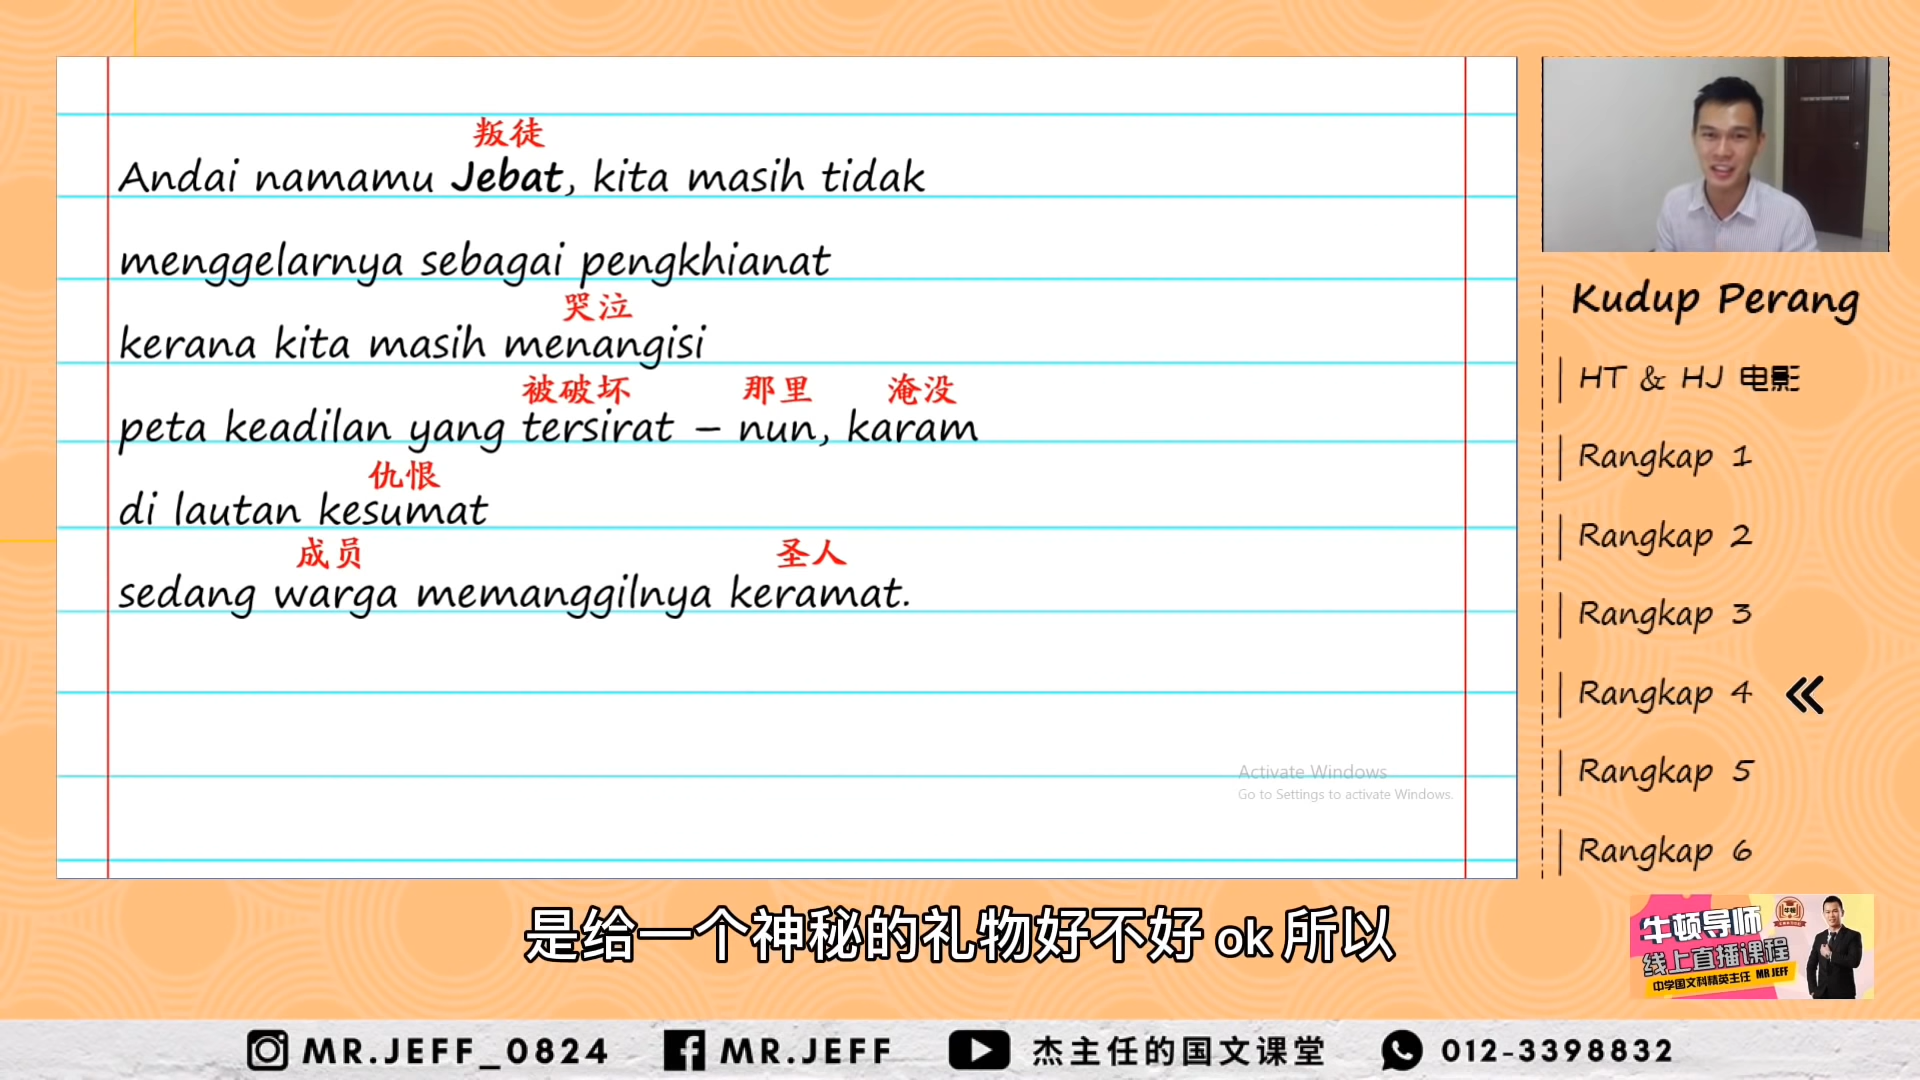 叛徒
Andai namamu Jebat, kita masih tidak
menggelarnya sebagai pengkhianat
哭泣
kerana kita masih menangisi
被破坏 那里 淹没
peta keadilan yang tersirat – nun, karam
仇恨
di lautan kesumat
成员 圣人
sedang warga memanggilnya keramat.
Activate Windows
Go to Settings to activate Windows.
Kudup Perang
HT & HJ 电影
Rangkap 1
Rangkap 2
Rangkap 3
Rangkap 4 «
Rangkap 5
Rangkap 6
是给一个神秘的礼物好不好 ok 所以
牛顿导师
线上直播课程
中学国文科精英主任 MR JEFF
MR.JEFF_0824 MR.JEFF 杰主任的国文课堂 012-3398832